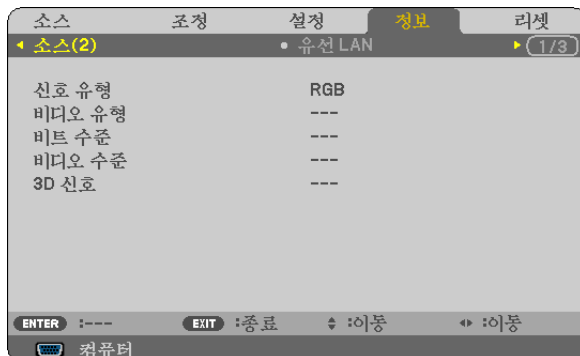 소스 조정 설정 정보 리셋
소스(2) • 유선 LAN 1/3
신호 유형 RGB
비디오 유형 ---
비트 수준 ---
비디오 수준 ---
3D 신호 ---
ENTER :--- EXIT :종료 :이동 :이동
컴퓨터